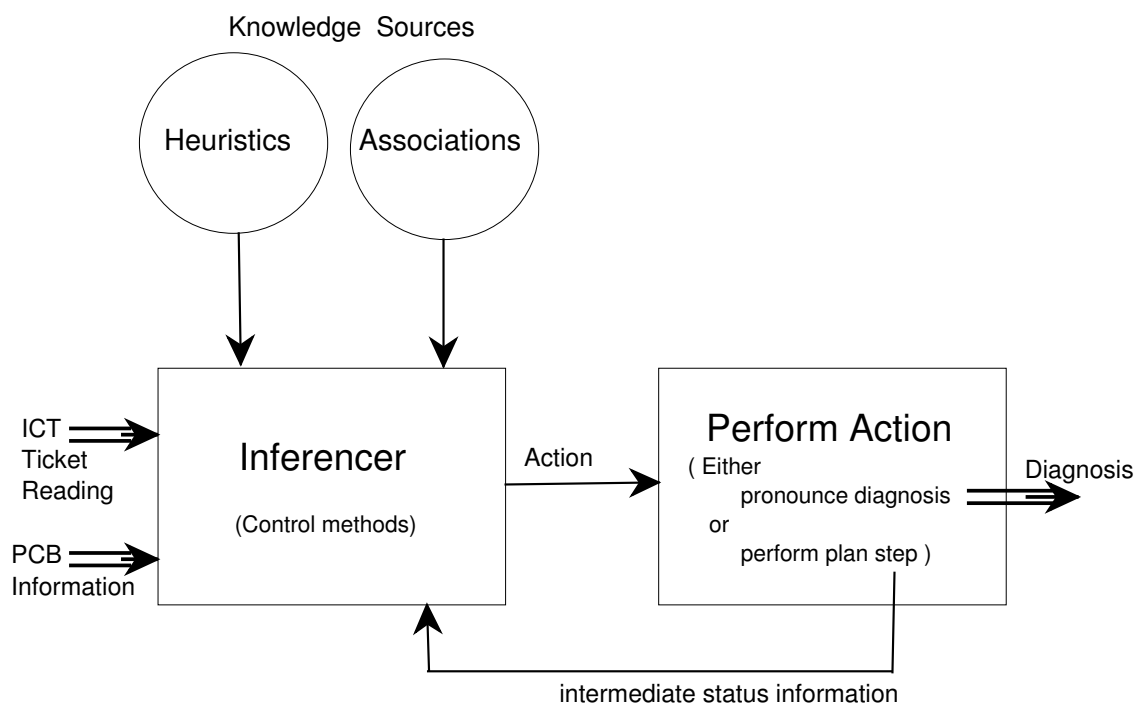 Knowledge Sources
Heuristics
Associations
ICT
Ticket
Reading
PCB
Information
Inferencer
(Control methods)
Action
Perform Action
( Either
pronounce diagnosis
or
perform plan step )
Diagnosis
intermediate status information